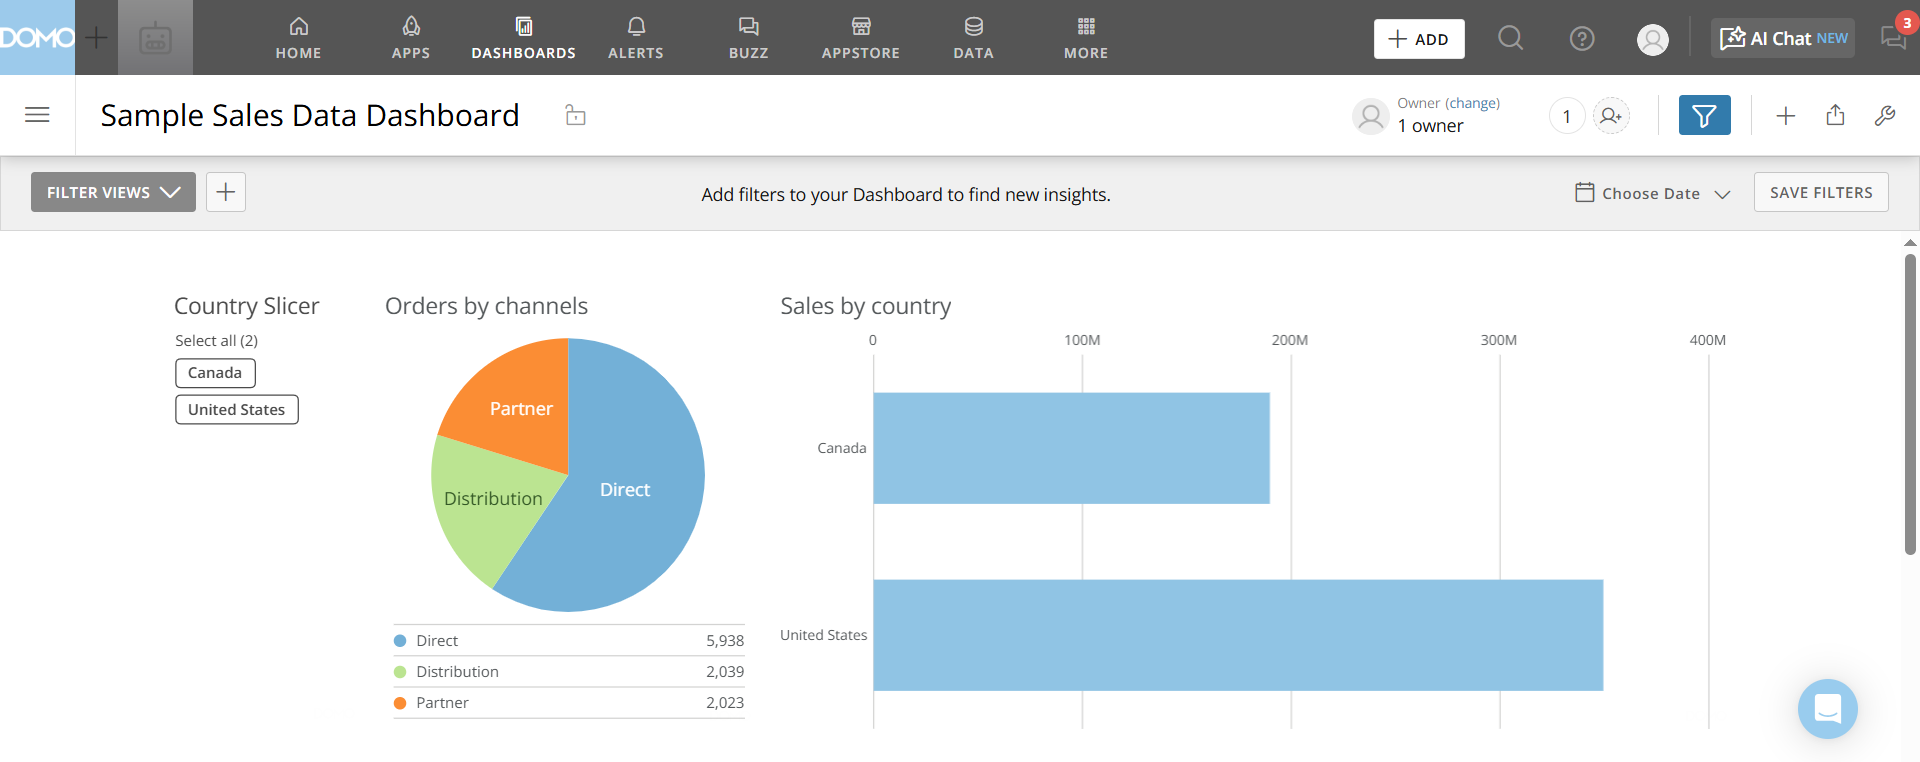 DOMO
HOME
APPS
DASHBOARDS
ALERTS
BUZZ
APPSTORE
DATA
MORE
ADD
AI Chat NEW
3
Sample Sales Data Dashboard
Owner (change)
1 owner
1
FILTER VIEWS
Add filters to your Dashboard to find new insights.
Choose Date
SAVE FILTERS
Country Slicer
Select all (2)
Canada
United States
Orders by channels
Partner
Distribution
Direct
Direct 5,938
Distribution 2,039
Partner 2,023
Sales by country
0 100M 200M 300M 400M
Canada
United States